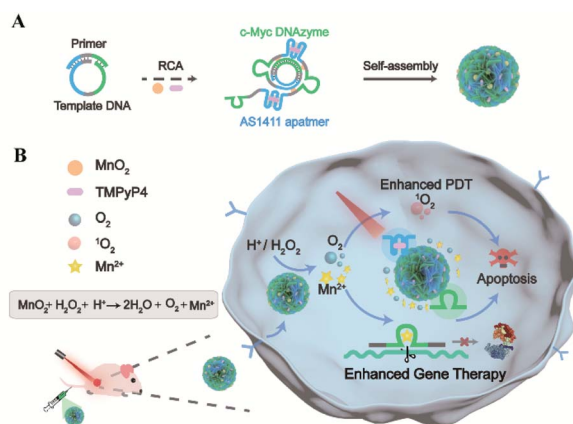 A
Primer
Template DNA
RCA
c-Myc DNAzyme
AS1411 apatmer
Self-assembly
B
MnO₂
TMPyP4
O₂
¹O₂
Mn²⁺
MnO₂+ H₂O₂ + H⁺→ 2H₂O + O₂ + Mn²⁺
H⁺/ H₂O₂
O₂
Mn²⁺
Enhanced PDT
¹O₂
Apoptosis
Enhanced Gene Therapy